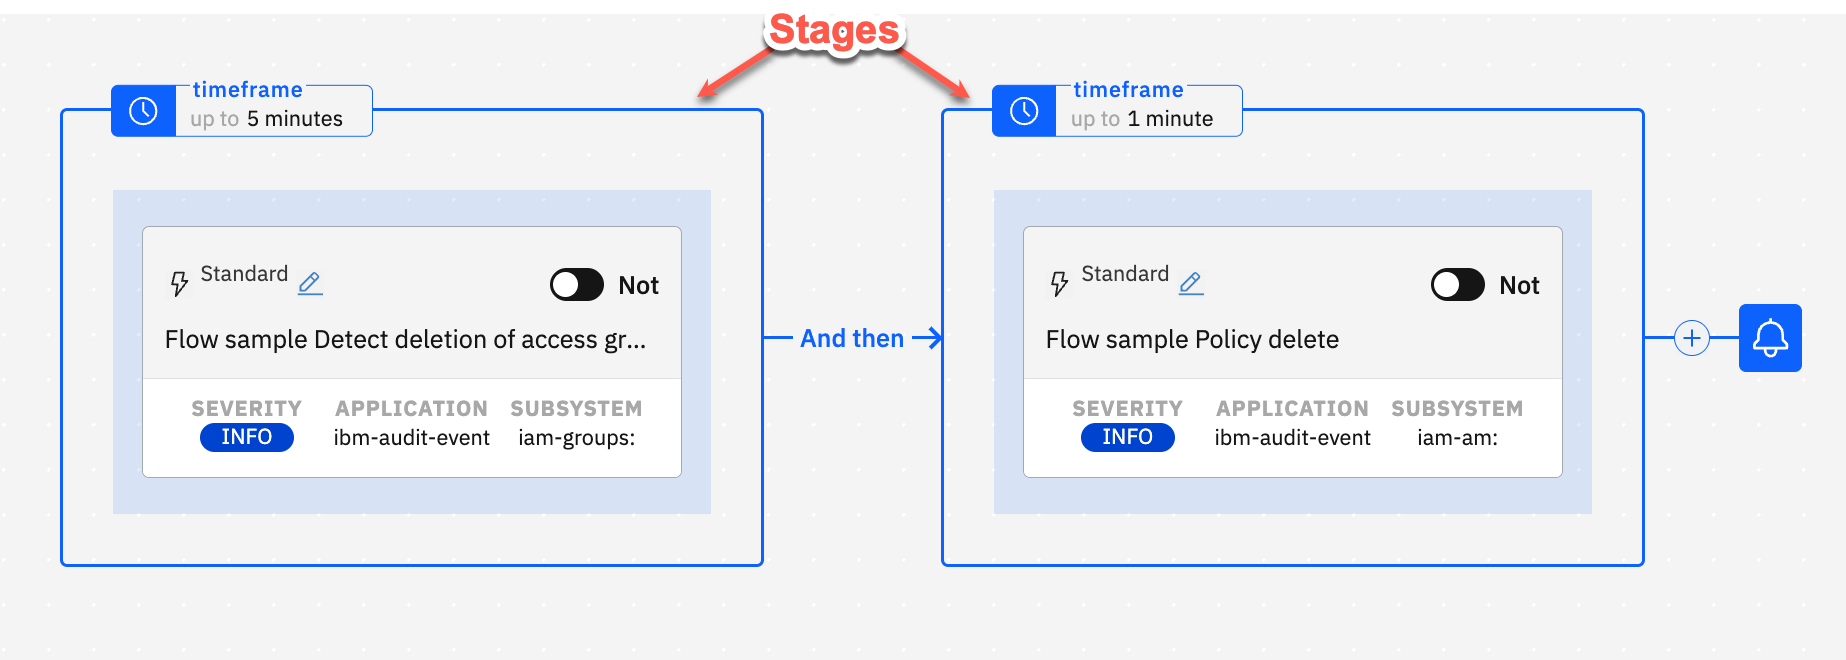 Stages
timeframe
up to 5 minutes
Standard
Not
Flow sample Detect deletion of access gr...
SEVERITY APPLICATION SUBSYSTEM
INFO ibm-audit-event iam-groups:
And then
timeframe
up to 1 minute
Standard
Not
Flow sample Policy delete
SEVERITY APPLICATION SUBSYSTEM
INFO ibm-audit-event iam-am: